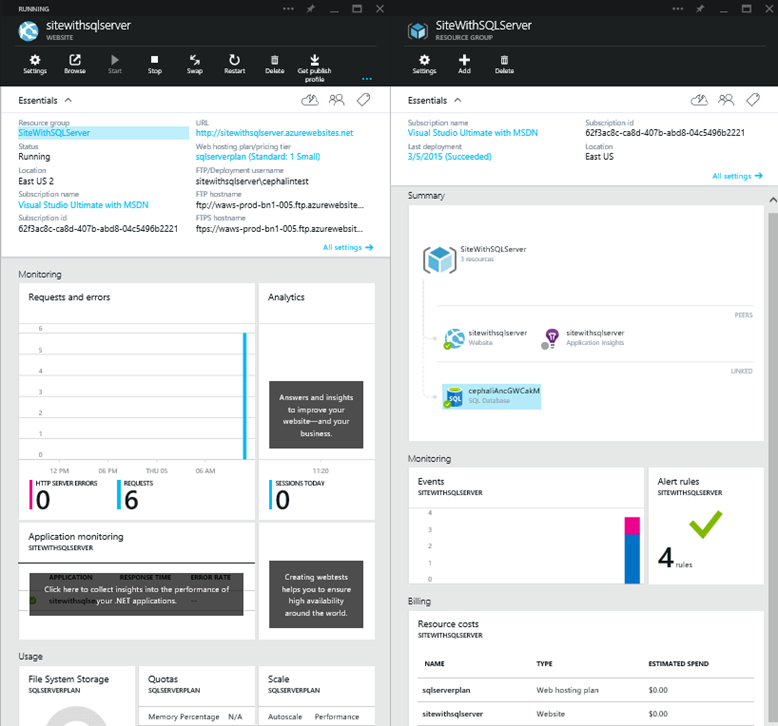 RUNNING
sitewithsqlserver
WEBSITE
Settings
Browse
Start
Stop
Swap
Restart
Delete
Get publish
profile
Essentials
Resource group
SiteWithSQLServer
URL
http://sitewithsqlserver.azurewebsites.net
Status
Running
Web hosting plan/pricing tier
sqlserverplan (Standard: 1 Small)
Location
East US 2
FTP/Deployment username
sitewithsqlserver\cephalintest
Subscription name
Visual Studio Ultimate with MSDN
FTP hostname
ftp://waws-prod-bn1-005.ftp.azurewebsite...
Subscription id
62f3ac8c-ca8d-407b-abd8-04c5496b2221
FTPS hostname
ftps://waws-prod-bn1-005.ftp.azurewebsit...
All settings
Monitoring
Requests and errors
6
5
4
3
2
1
0
12 PM
06 PM
THU 05
06 AM
HTTP SERVER ERRORS
0
REQUESTS
6
Analytics
Answers and insights
to improve your
website—and your
business.
11:20
SESSIONS TODAY
0
Application monitoring
SITEWITHSQLSERVER
APPLICATION
RESPONSE TIME
ERROR RATE
sitewithsqlse
Click here to collect insights into the performance of
your .NET applications.
Creating webtests
helps you to ensure
high availability
around the world.
Usage
File System Storage
SQLSERVERPLAN
Quotas
SQLSERVERPLAN
Memory Percentage N/A
Scale
SQLSERVERPLAN
Autoscale Performance
SiteWithSQLServer
RESOURCE GROUP
Settings
Add
Delete
Essentials
Subscription name
Visual Studio Ultimate with MSDN
Subscription id
62f3ac8c-ca8d-407b-abd8-04c5496b2221
Last deployment
3/5/2015 (Succeeded)
Location
East US
All settings
Summary
SiteWithSQLServer
3 resources
PEERS
sitewithsqlserver
Website
sitewithsqlserver
Application Insights
LINKED
cephaliAncGWCakM
SQL Database
Monitoring
Events
SITEWITHSQLSERVER
4
3
2
1
0
Alert rules
SITEWITHSQLSERVER
4 rules
Billing
Resource costs
SITEWITHSQLSERVER
NAME TYPE ESTIMATED SPEND
sqlserverplan Web hosting plan $0.00
sitewithsqlserver Website $0.00